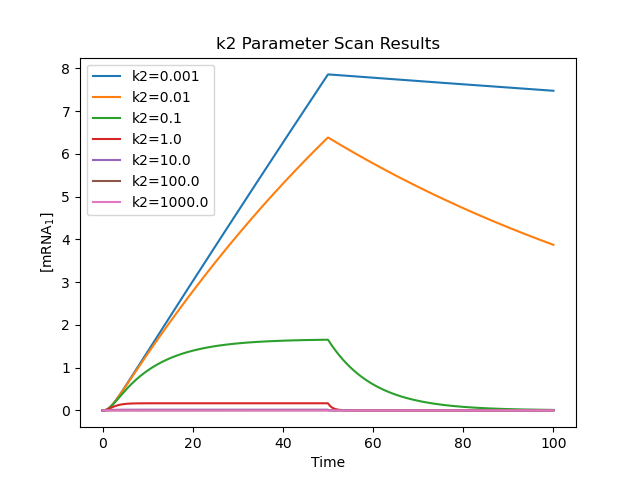 k2 Parameter Scan Results
8
7
6
5
4
3
2
1
0
[mRNA₁]
k2=0.001
k2=0.01
k2=0.1
k2=1.0
k2=10.0
k2=100.0
k2=1000.0
0 20 40 60 80 100
Time